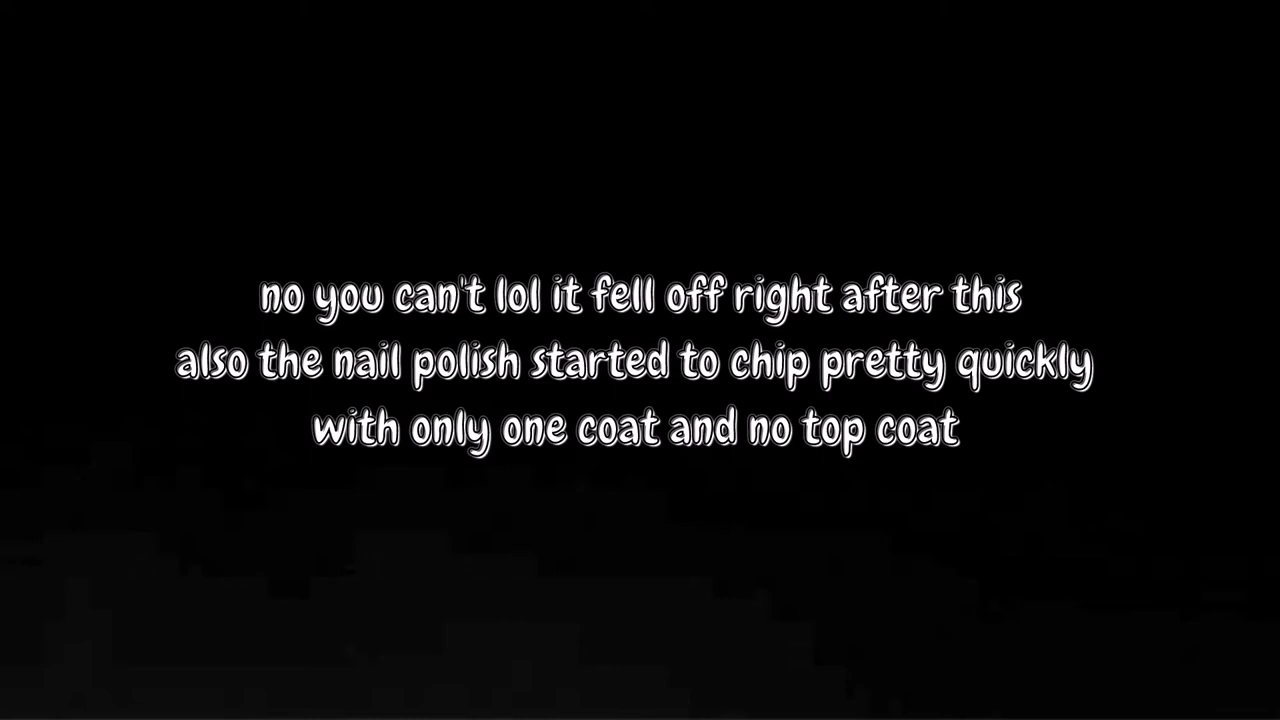 no you can't lol it fell off right after this
also the nail polish started to chip pretty quickly
with only one coat and no top coat